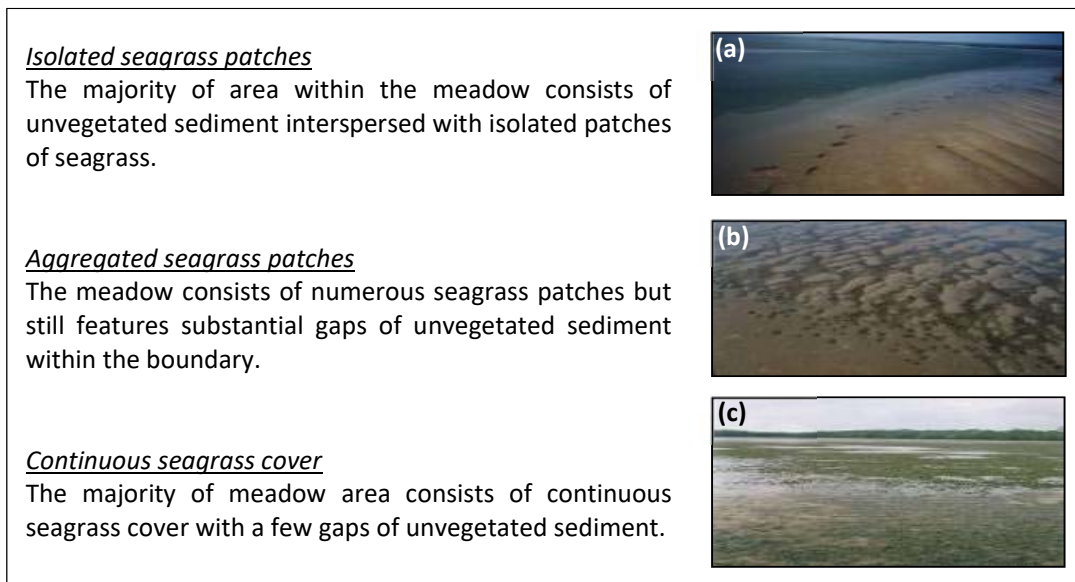 Isolated seagrass patches
The majority of area within the meadow consists of
unvegetated sediment interspersed with isolated patches
of seagrass.
(a)
Aggregated seagrass patches
The meadow consists of numerous seagrass patches but
still features substantial gaps of unvegetated sediment
within the boundary.
(b)
Continuous seagrass cover
The majority of meadow area consists of continuous
seagrass cover with a few gaps of unvegetated sediment.
(c)